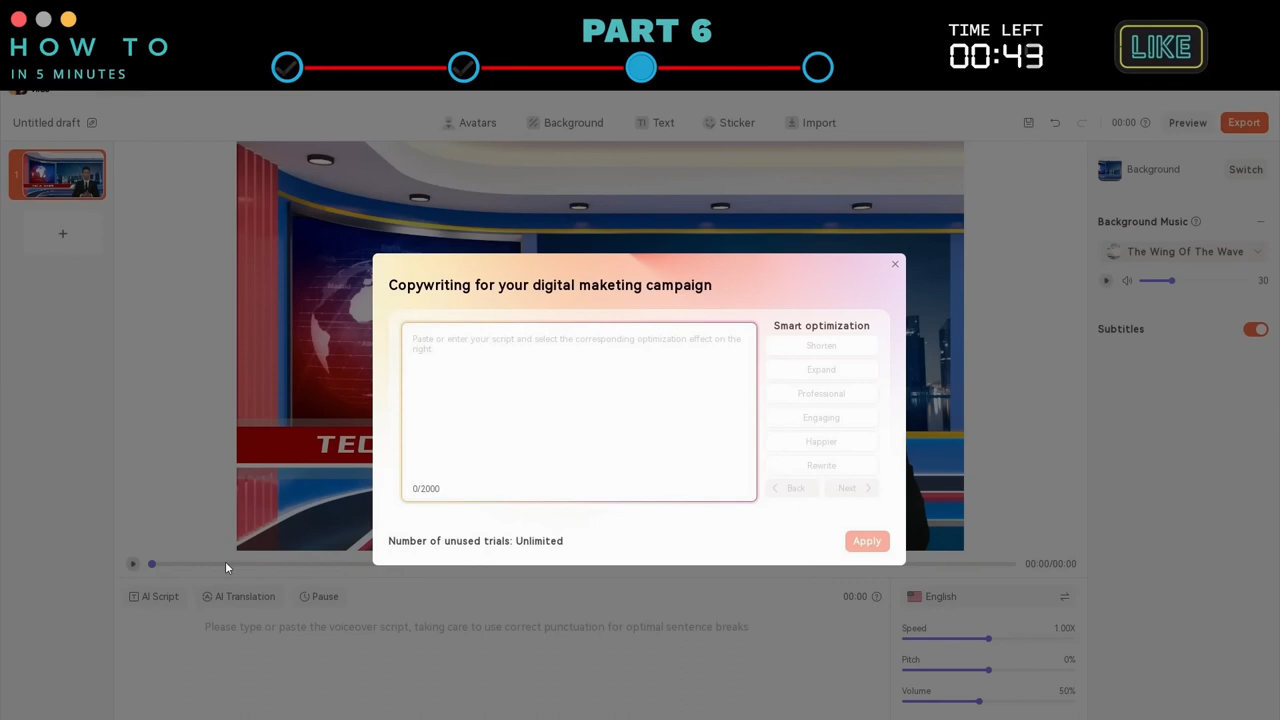 HOW TO
IN 5 MINUTES
PART 6
TIME LEFT
00:43
LIKE
Untitled draft
Avatars
Background
Text
Sticker
Import
00:00
Preview
Export
1
Background
Switch
Background Music
The Wing Of The Wave
30
Subtitles
Copywriting for your digital maketing campaign
Paste or enter your script and select the corresponding optimization effect on the
right.
0/2000
Smart optimization
Shorten
Expand
Professional
Engaging
Happier
Rewrite
Back
Next
Number of unused trials: Unlimited
Apply
00:00/00:00
AI Script
AI Translation
Pause
00:00
English
Please type or paste the voiceover script, taking care to use correct punctuation for optimal sentence breaks
Speed
1.00X
Pitch
0%
Volume
50%